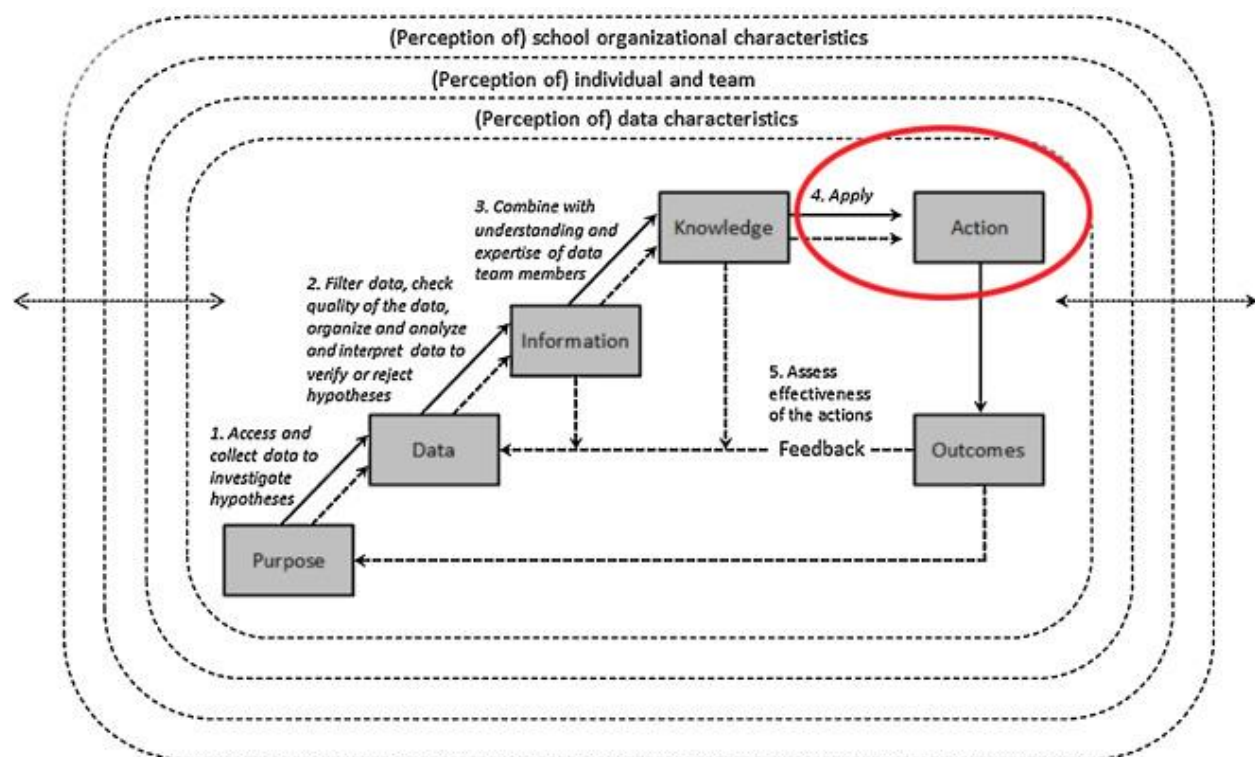 (Perception of) school organizational characteristics
(Perception of) individual and team
(Perception of) data characteristics
4. Apply
Knowledge
Action
3. Combine with
understanding and
expertise of data
team members
2. Filter data, check
quality of the data,
organize and analyze
and interpret data to
verify or reject
hypotheses
Information
5. Assess
effectiveness
of the actions
1. Access and
collect data to
investigate
hypotheses
Data
Feedback
Outcomes
Purpose